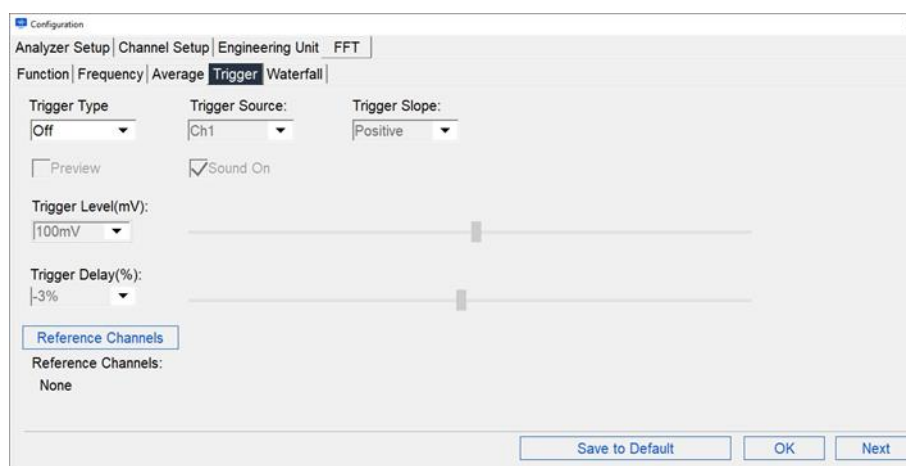 Configuration
Analyzer Setup Channel Setup Engineering Unit FFT
Function Frequency Average Trigger Waterfall
Trigger Type Trigger Source: Trigger Slope:
Off Ch1 Positive
Preview Sound On
Trigger Level(mV):
100mV
Trigger Delay(%):
-3%
Reference Channels
Reference Channels:
None
Save to Default OK Next